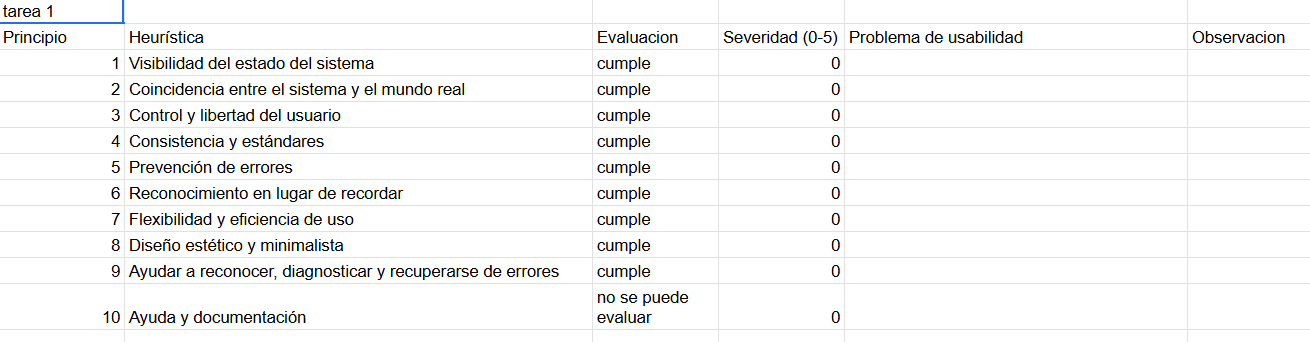 tarea 1
Principio Heurística Evaluacion Severidad (0-5) Problema de usabilidad Observacion
1 Visibilidad del estado del sistema cumple 0
2 Coincidencia entre el sistema y el mundo real cumple 0
3 Control y libertad del usuario cumple 0
4 Consistencia y estándares cumple 0
5 Prevención de errores cumple 0
6 Reconocimiento en lugar de recordar cumple 0
7 Flexibilidad y eficiencia de uso cumple 0
8 Diseño estético y minimalista cumple 0
9 Ayudar a reconocer, diagnosticar y recuperarse de errores cumple 0
no se puede
10 Ayuda y documentación evaluar 0